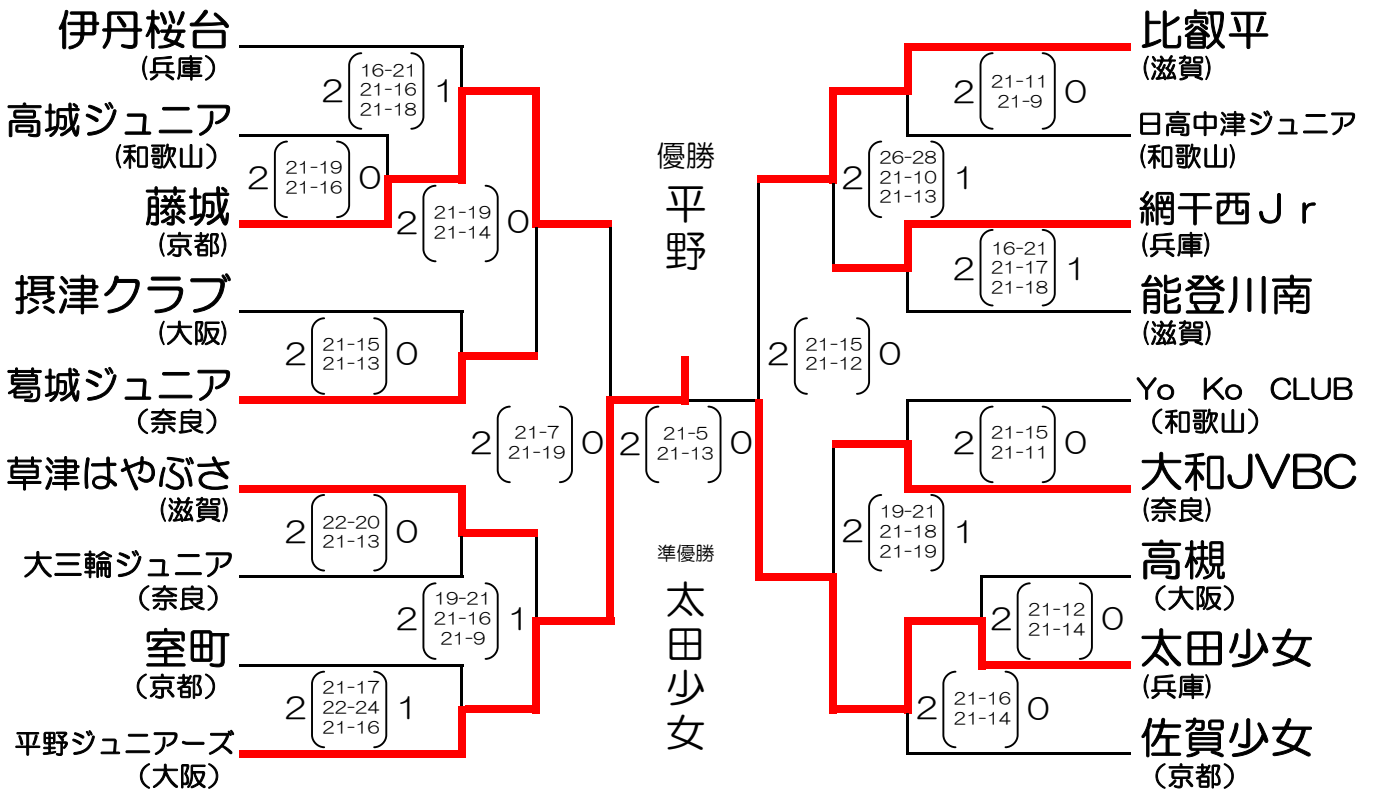 伊丹桜台
(兵庫)
高城ジュニア
(和歌山)
藤城
(京都)
摂津クラブ
(大阪)
葛城ジュニア
(奈良)
草津はやぶさ
(滋賀)
大三輪ジュニア
(奈良)
室町
(京都)
平野ジュニアーズ
(大阪)
2 16-21 1
21-16
21-18
2 21-19 0
21-16
2 21-19 0
21-14
2 21-15 0
21-13
2 21-7 0
21-19
2 22-20 0
21-13
2 19-21 1
21-16
21-9
2 21-17 1
22-24
21-16
優勝
平野
2 21-5 0
21-13
準優勝
太田少女
2 21-11 0
21-9
2 26-28 1
21-10
21-13
2 16-21 1
21-17
21-18
2 21-15 0
21-12
2 21-15 0
21-11
2 19-21 1
21-18
21-19
2 21-12 0
21-14
2 21-16 0
21-14
比叡平
(滋賀)
日高中津ジュニア
(和歌山)
網干西Jr
(兵庫)
能登川南
(滋賀)
Yo Ko CLUB
(和歌山)
大和JVBC
(奈良)
高槻
(大阪)
太田少女
(兵庫)
佐賀少女
(京都)